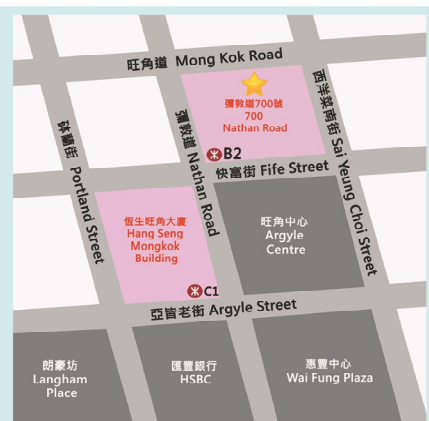 旺角道 Mong Kok Road
彌敦道700號
700
Nathan Road
西洋菜南街 Sai Yeung Choi Street
砵蘭街 Portland Street
彌敦道 Nathan Road
B2
快富街 Fife Street
恆生旺角大廈
Hang Seng
Mongkok
Building
旺角中心
Argyle
Centre
C1
亞皆老街 Argyle Street
朗豪坊
Langham
Place
匯豐銀行
HSBC
惠豐中心
Wai Fung Plaza